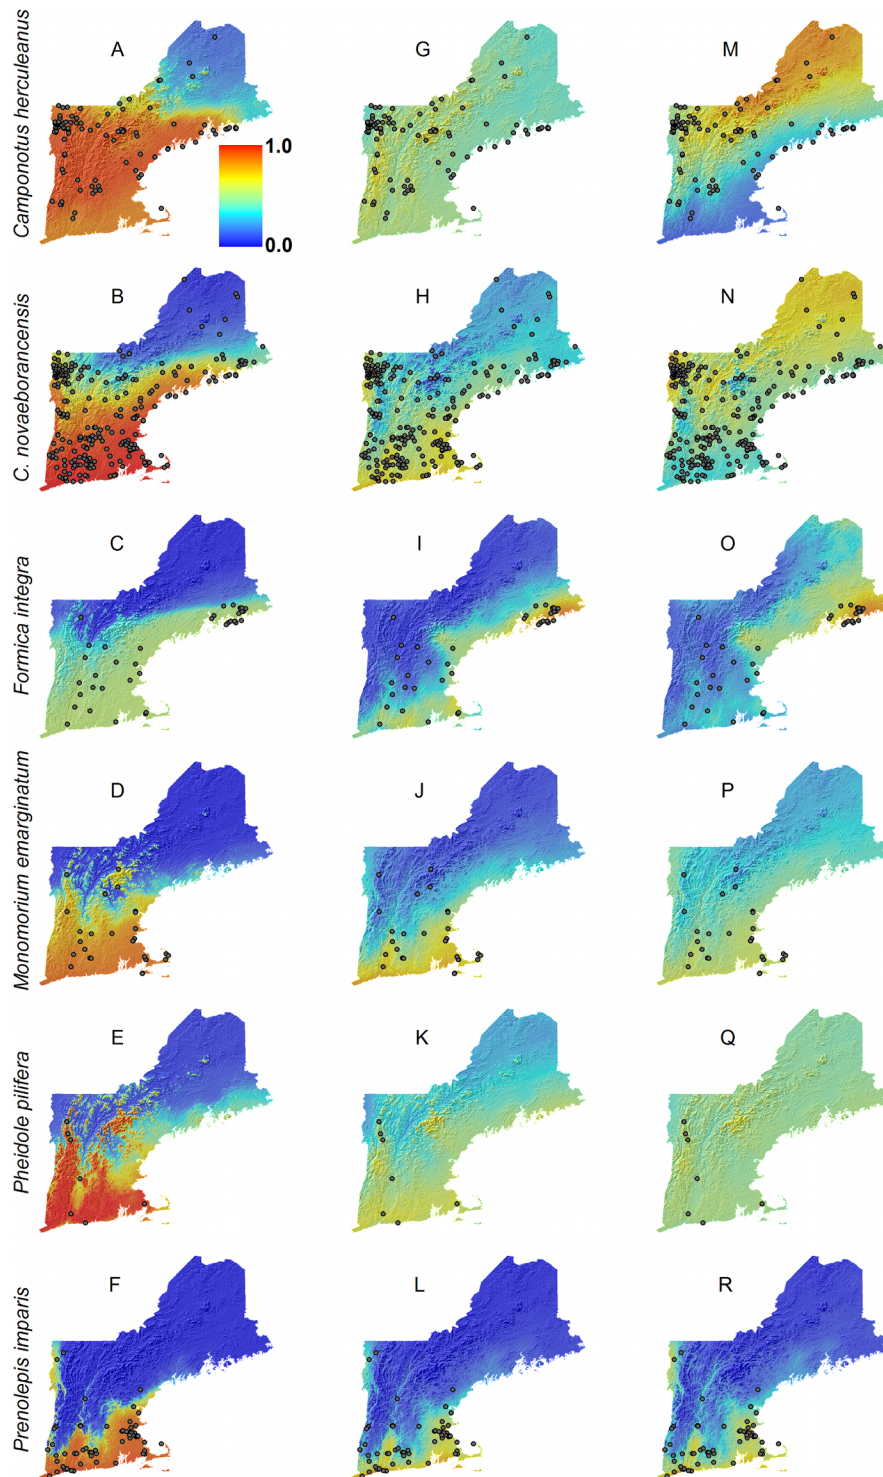 Camponotus herculeanus
A
G
M
1.0
0.0
C. novaeborancensis
B
H
N
Formica integra
C
I
O
Monomorium emarginatum
D
J
P
Pheidole pilifera
E
K
Q
Prenolepis imparis
F
L
R